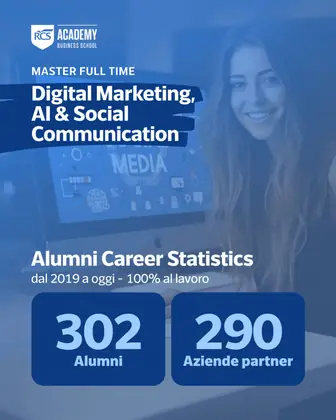 RCS ACADEMY
BUSINESS SCHOOL
MASTER FULL TIME
Digital Marketing,
AI & Social
Communication
SOCIAL
MEDIA
Alumni Career Statistics
dal 2019 a oggi - 100% al lavoro
302 290
Alumni Aziende partner